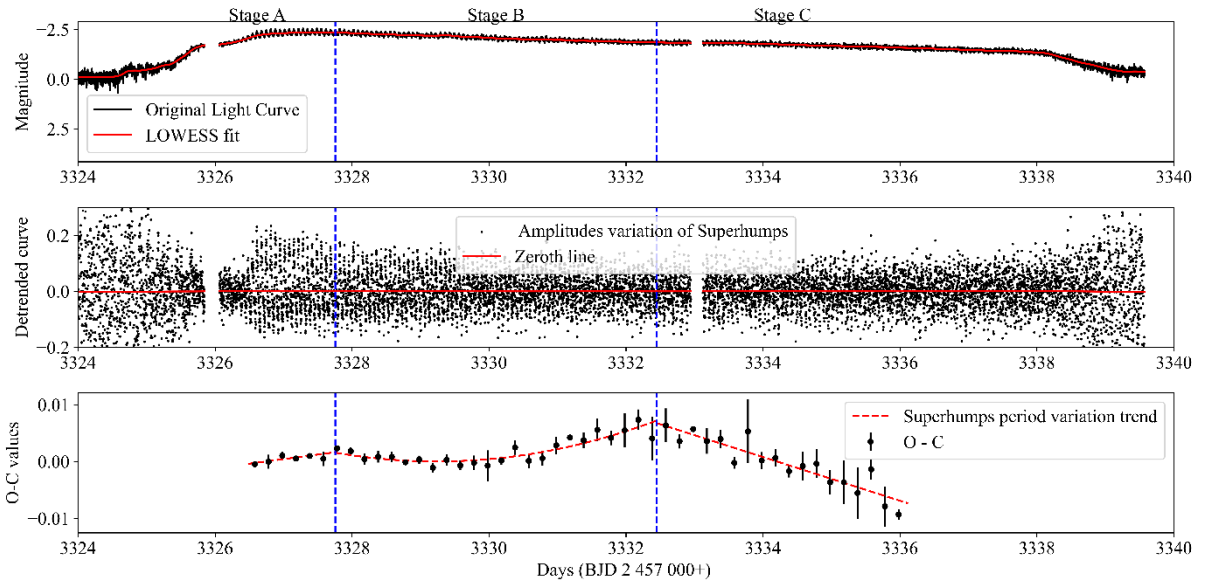 Stage A Stage B Stage C
−2.5
0.0
2.5
Magnitude
Original Light Curve
LOWESS fit
3324 3326 3328 3330 3332 3334 3336 3338 3340
0.2
0.0
−0.2
Detrended curve
Amplitudes variation of Superhumps
Zeroth line
3324 3326 3328 3330 3332 3334 3336 3338 3340
0.01
0.00
−0.01
O-C values
Superhumps period variation trend
O - C
3324 3326 3328 3330 3332 3334 3336 3338 3340
Days (BJD 2 457 000+)